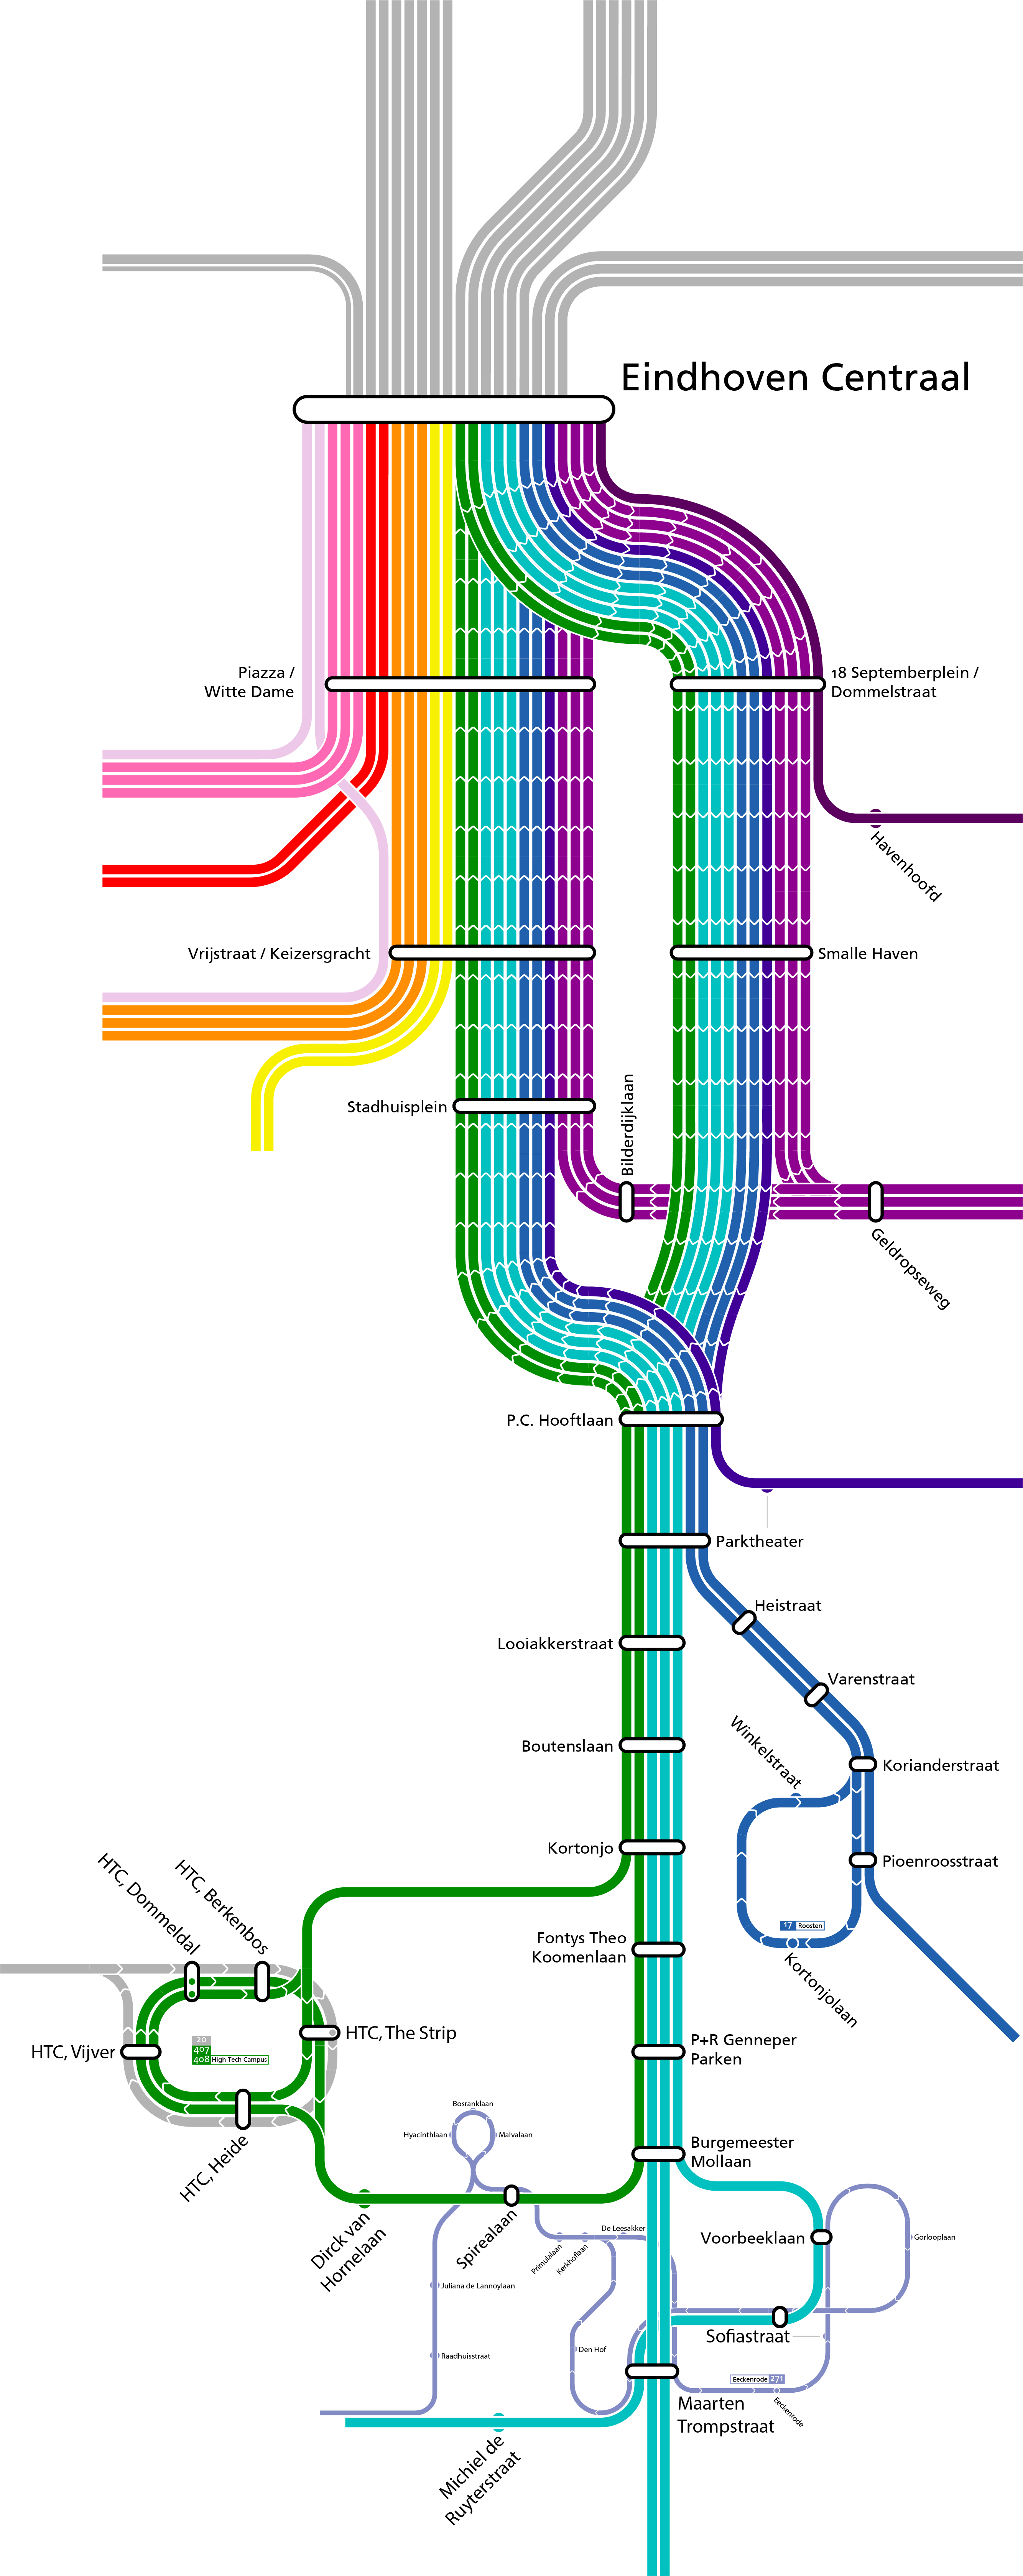 Eindhoven Centraal
Piazza /
Witte Dame
18 Septemberplein /
Dommelstraat
Havenhoofd
Vrijstraat / Keizersgracht
Smalle Haven
Stadhuisplein
Bilderdijklaan
Geldropseweg
P.C. Hooftlaan
Parktheater
Heistraat
Looiakkerstraat
Varenstraat
Winkelstraat
Boutenslaan
Korianderstraat
Kortonjo
Pioenroosstraat
HTC, Dommeldal
HTC, Berkenbos
17 Roosten
Fontys Theo
Koomenlaan
Kortonjolaan
HTC, The Strip
20
407
408 High Tech Campus
HTC, Vijver
P+R Genneper
Parken
Bosranklaan
Hyacinthlaan
Malvalaan
HTC, Heide
Burgemeester
Mollaan
Dirck van
Hornelaan
Spirealaan
De Leesakker
Primulalaan
Kerkhoflaan
Voorbeeklaan
Gorlooplaan
Juliana de Lannoylaan
Sofiastraat
Den Hof
Raadhuisstraat
Eeckenrode 271
Eeckenrode
Maarten
Trompstraat
Michiel de
Ruyterstraat